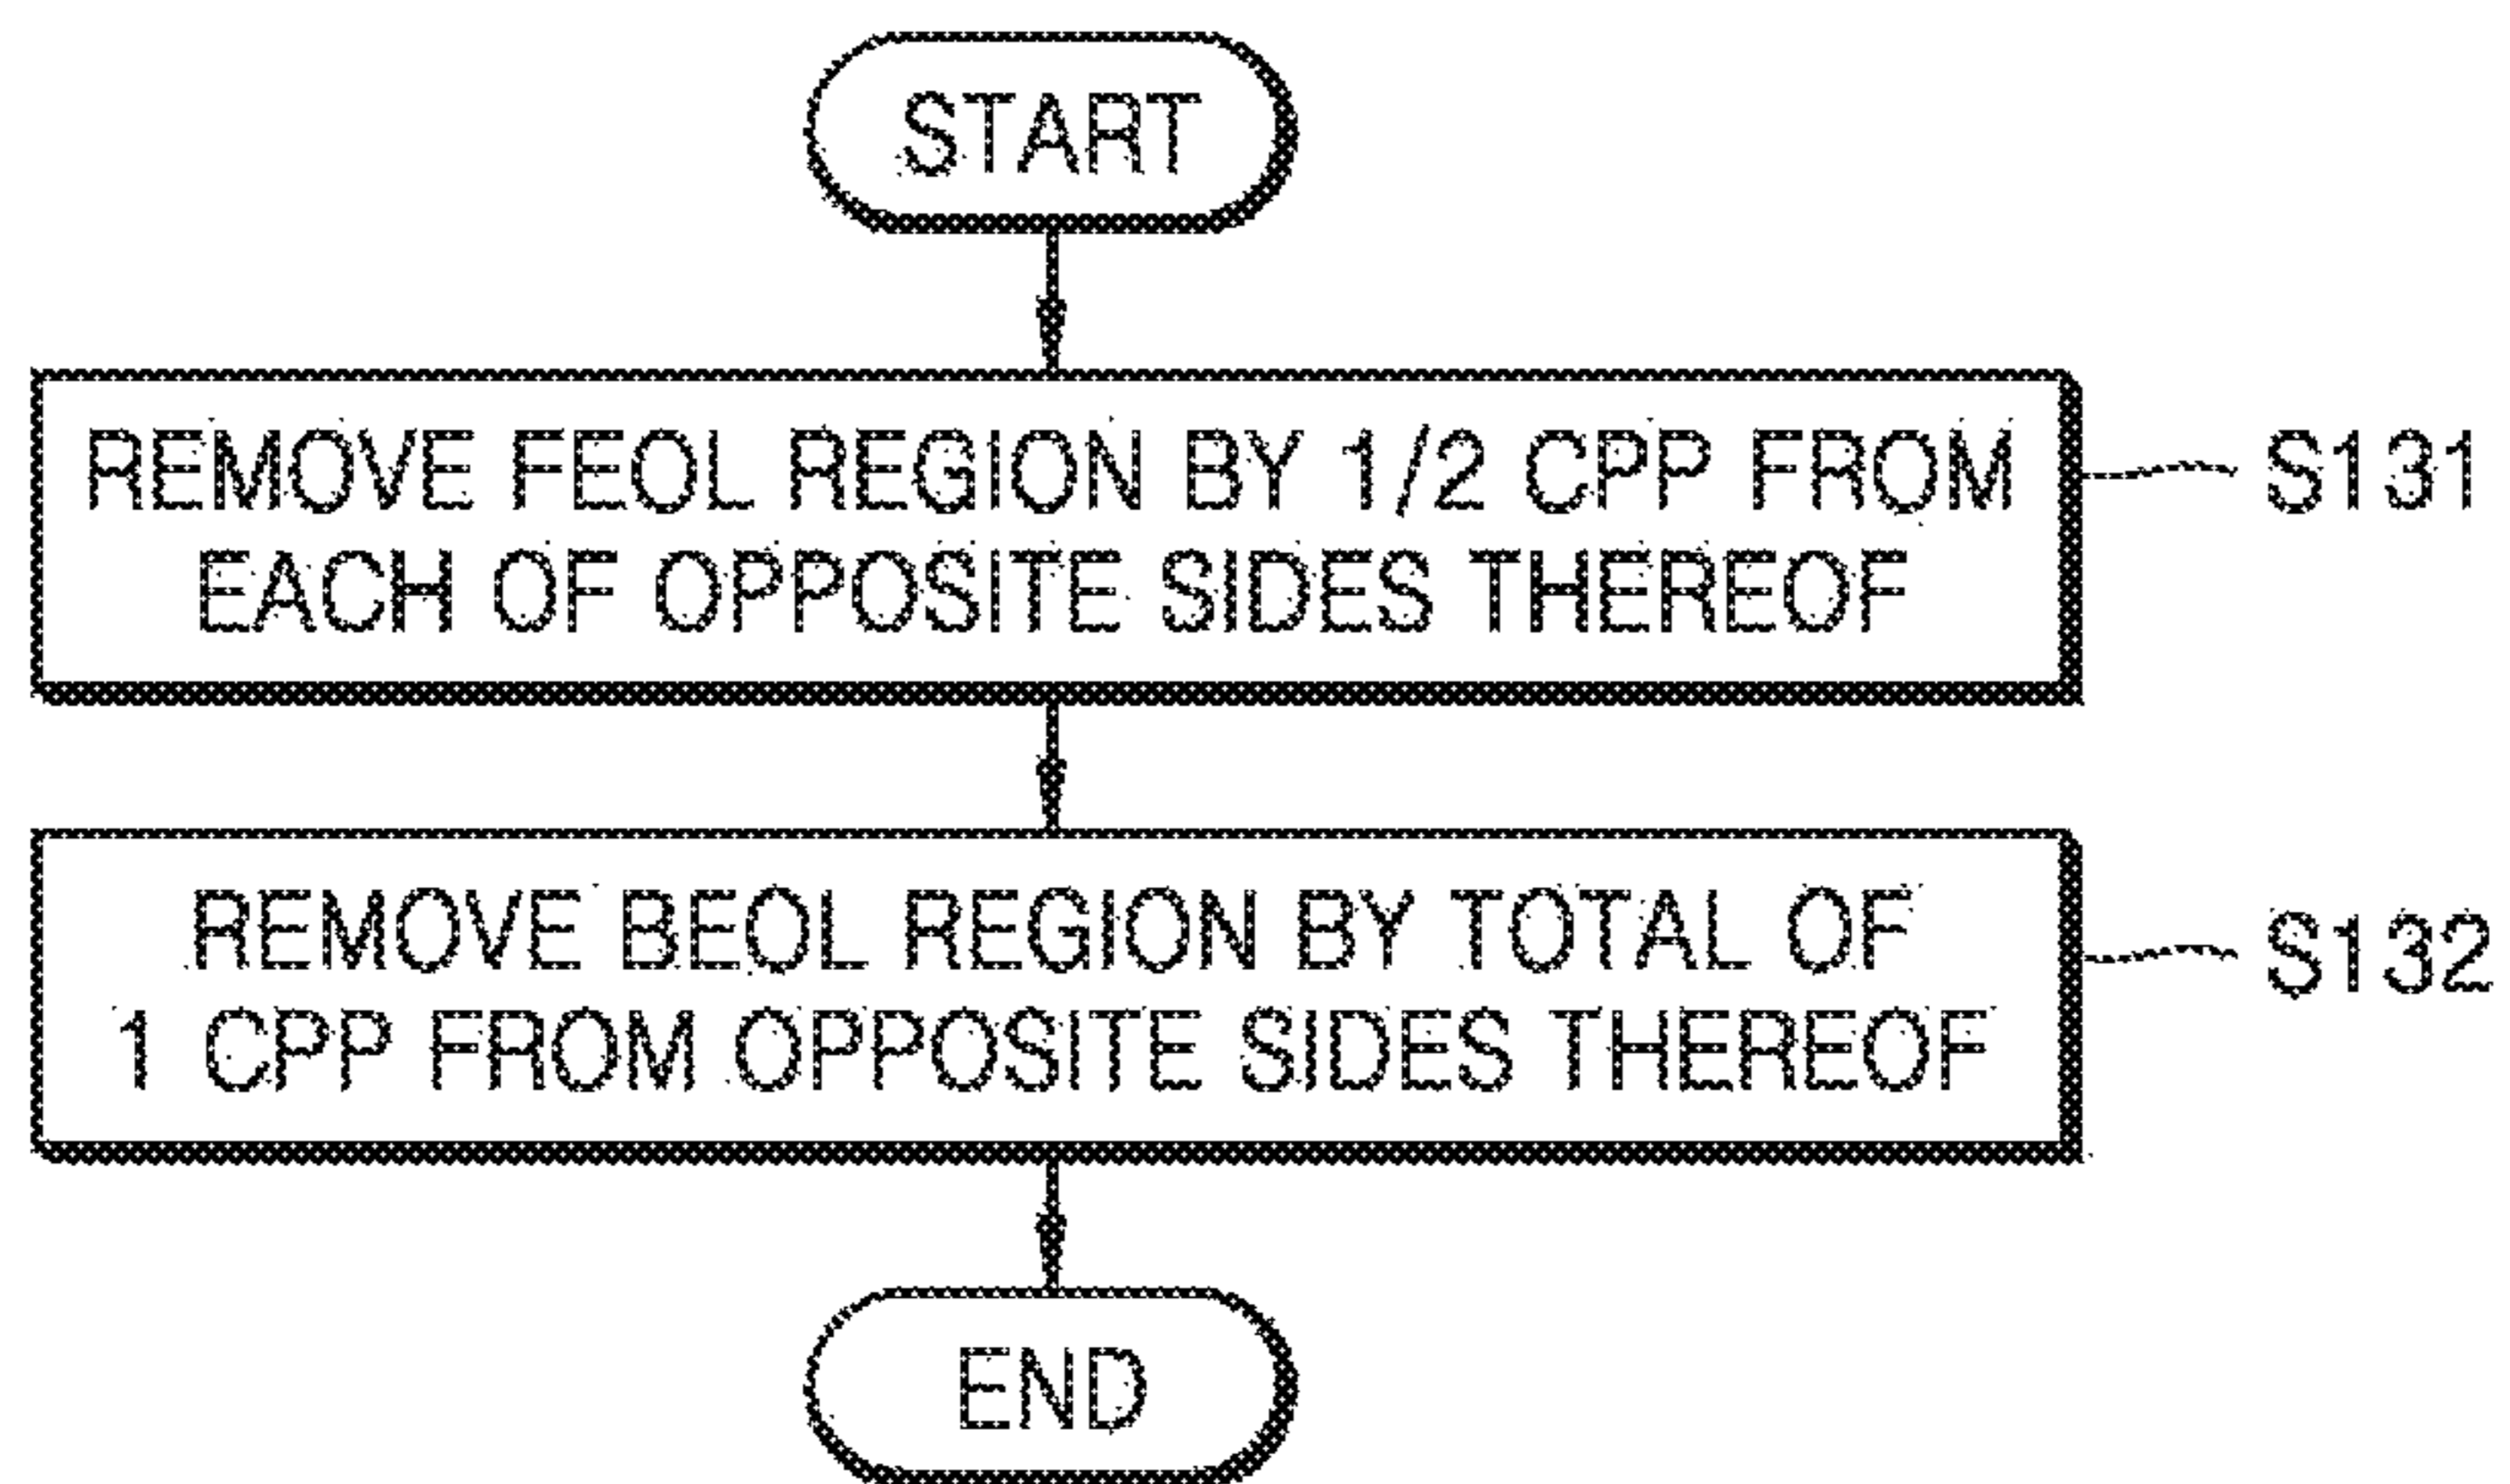 START
REMOVE FEOL REGION BY 1/2 CPP FROM
EACH OF OPPOSITE SIDES THEREOF
S131
REMOVE BEOL REGION BY TOTAL OF
1 CPP FROM OPPOSITE SIDES THEREOF
S132
END